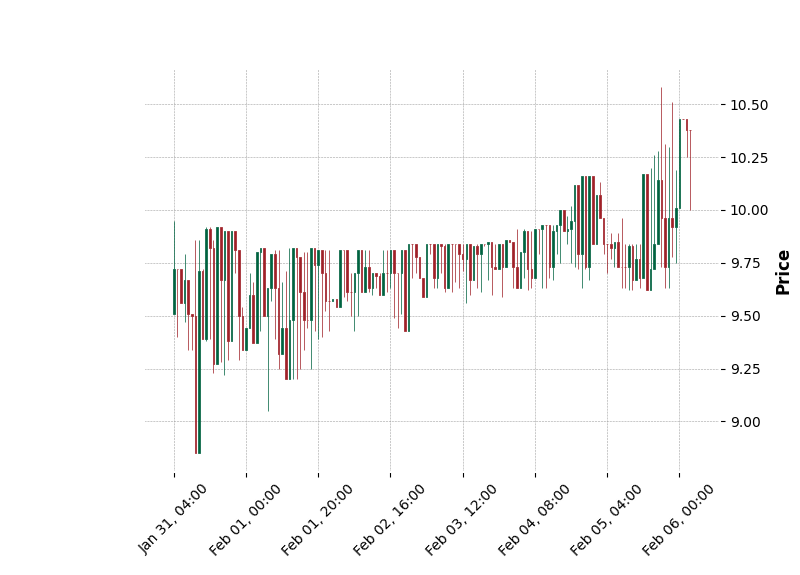 10.50
10.25
10.00
9.75
9.50
9.25
9.00
Price
Jan 31, 04:00
Feb 01, 00:00
Feb 01, 20:00
Feb 02, 16:00
Feb 03, 12:00
Feb 04, 08:00
Feb 05, 04:00
Feb 06, 00:00